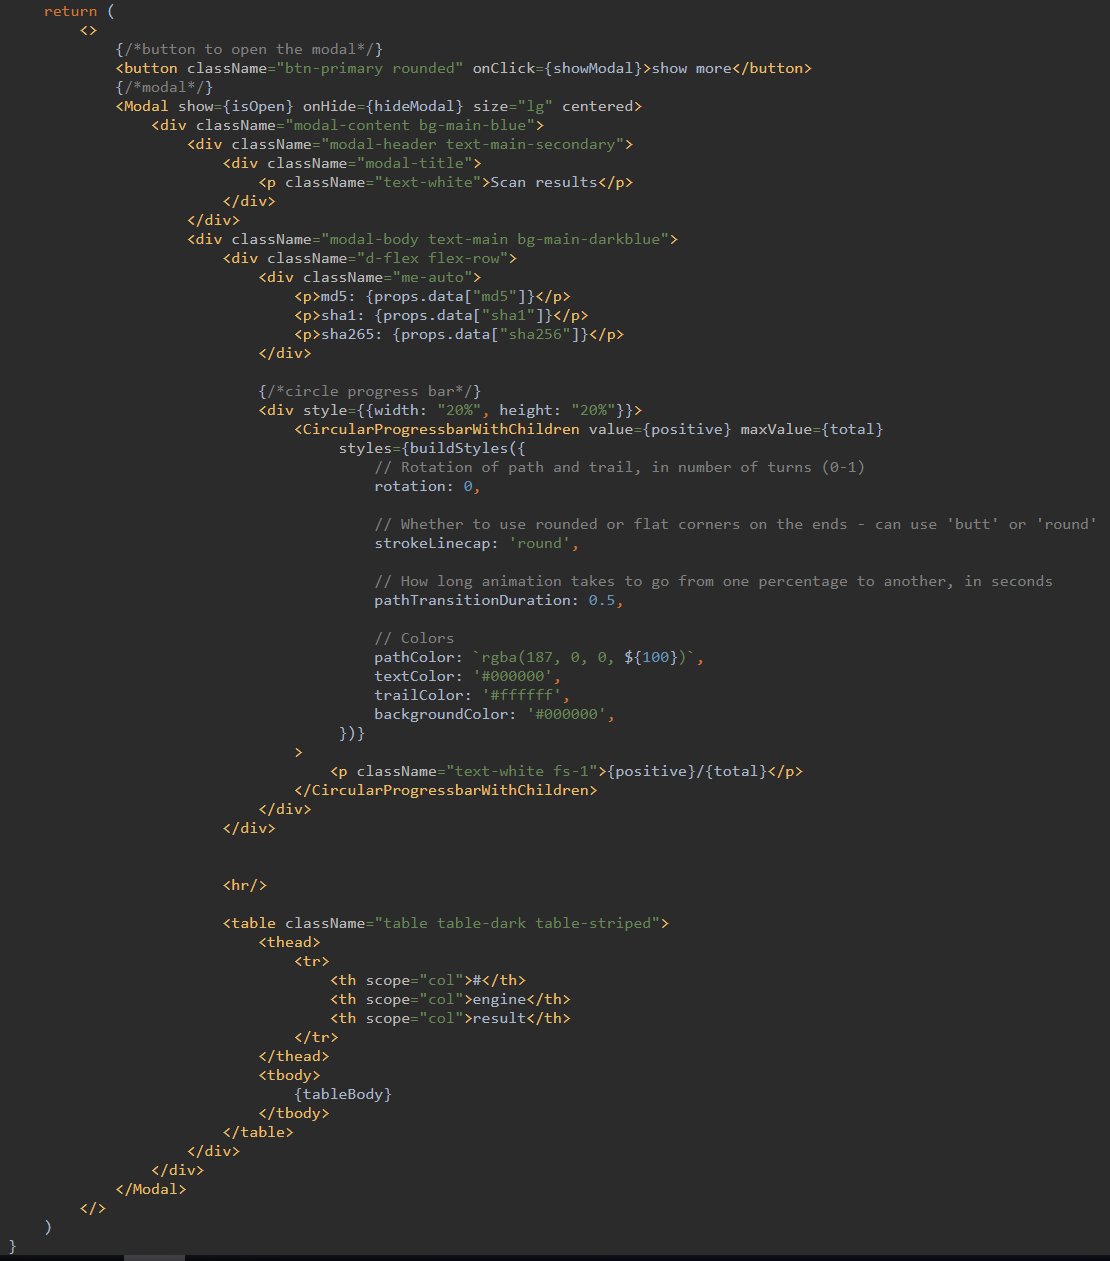 return (
<>
{/*button to open the modal*/}
<button className="btn-primary rounded" onClick={showModal}>show more</button>
{/*modal*/}
<Modal show={isOpen} onHide={hideModal} size="lg" centered>
<div className="modal-content bg-main-blue">
<div className="modal-header text-main-secondary">
<div className="modal-title">
<p className="text-white">Scan results</p>
</div>
</div>
<div className="modal-body text-main bg-main-darkblue">
<div className="d-flex flex-row">
<div className="me-auto">
<p>md5: {props.data["md5"]}</p>
<p>sha1: {props.data["sha1"]}</p>
<p>sha265: {props.data["sha256"]}</p>
</div>
{/*circle progress bar*/}
<div style={{width: "20%", height: "20%"}}>
<CircularProgressbarWithChildren value={positive} maxValue={total}
styles={buildStyles({
// Rotation of path and trail, in number of turns (0-1)
rotation: 0,
// Whether to use rounded or flat corners on the ends - can use 'butt' or 'round'
strokeLinecap: 'round',
// How long animation takes to go from one percentage to another, in seconds
pathTransitionDuration: 0.5,
// Colors
pathColor: `rgba(187, 0, 0, ${100})`,
textColor: '#000000',
trailColor: '#ffffff',
backgroundColor: '#000000',
})}
>
<p className="text-white fs-1">{positive}/{total}</p>
</CircularProgressbarWithChildren>
</div>
</div>
<hr/>
<table className="table table-dark table-striped">
<thead>
<tr>
<th scope="col">#</th>
<th scope="col">engine</th>
<th scope="col">result</th>
</tr>
</thead>
<tbody>
{tableBody}
</tbody>
</table>
</div>
</div>
</Modal>
</>
)
}